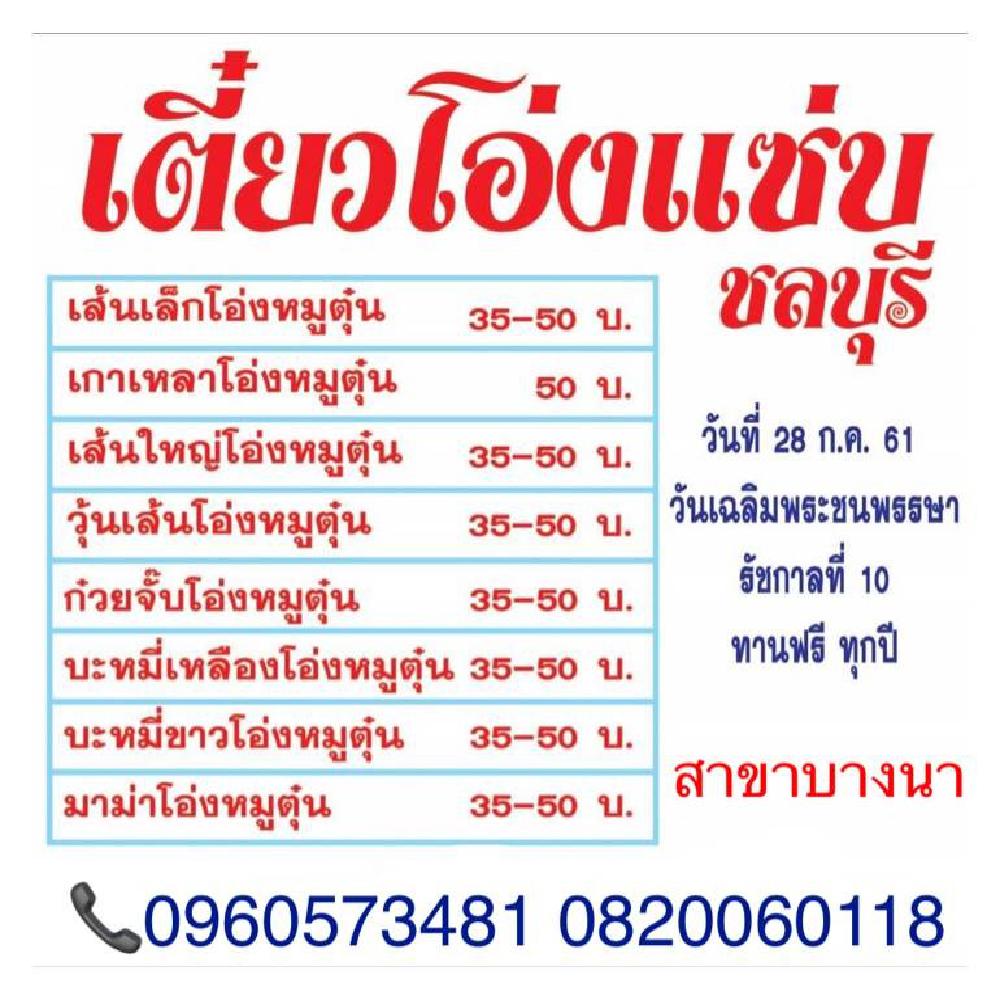 เตี๋ยวโอ่งแซ่บ
ชลบุรี
เส้นเล็กโอ่งหมูตุ๋น 35-50 บ.
เกาเหลาโอ่งหมูตุ๋น 50 บ.
เส้นใหญ่โอ่งหมูตุ๋น 35-50 บ.
วุ้นเส้นโอ่งหมูตุ๋น 35-50 บ.
ก๋วยจั๊บโอ่งหมูตุ๋น 35-50 บ.
บะหมี่เหลืองโอ่งหมูตุ๋น 35-50 บ.
บะหมี่ขาวโอ่งหมูตุ๋น 35-50 บ.
มาม่าโอ่งหมูตุ๋น 35-50 บ.
วันที่ 28 ก.ค. 61
วันเฉลิมพระชนพรรษา
รัชกาลที่ 10
ทานฟรี ทุกปี
สาขาบางนา
0960573481 0820060118